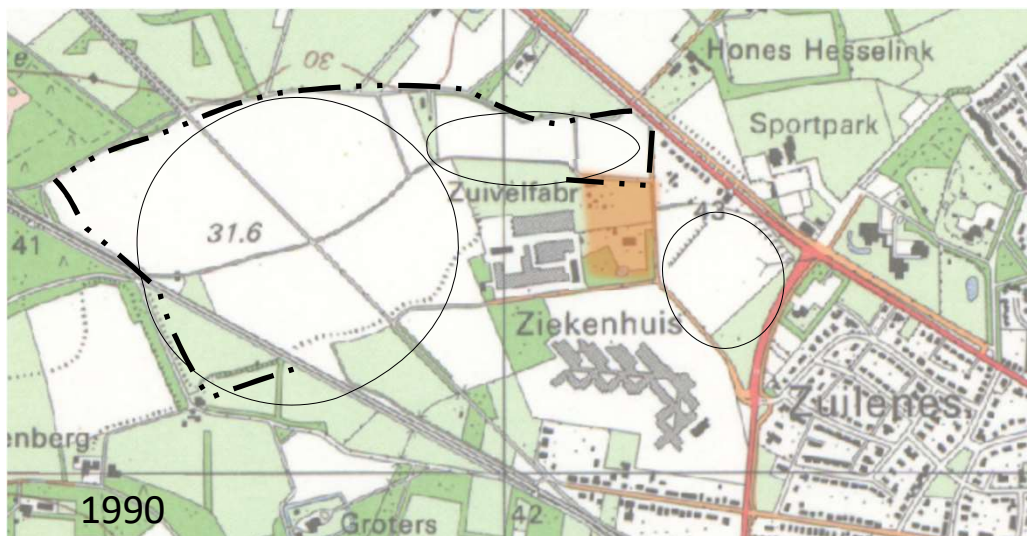 Hones Hesselink
30
e
Sportpark
Zuivelfabr
43
31.6
41
Ziekenhuis
Zuilenes
enberg
1990
42
Groters